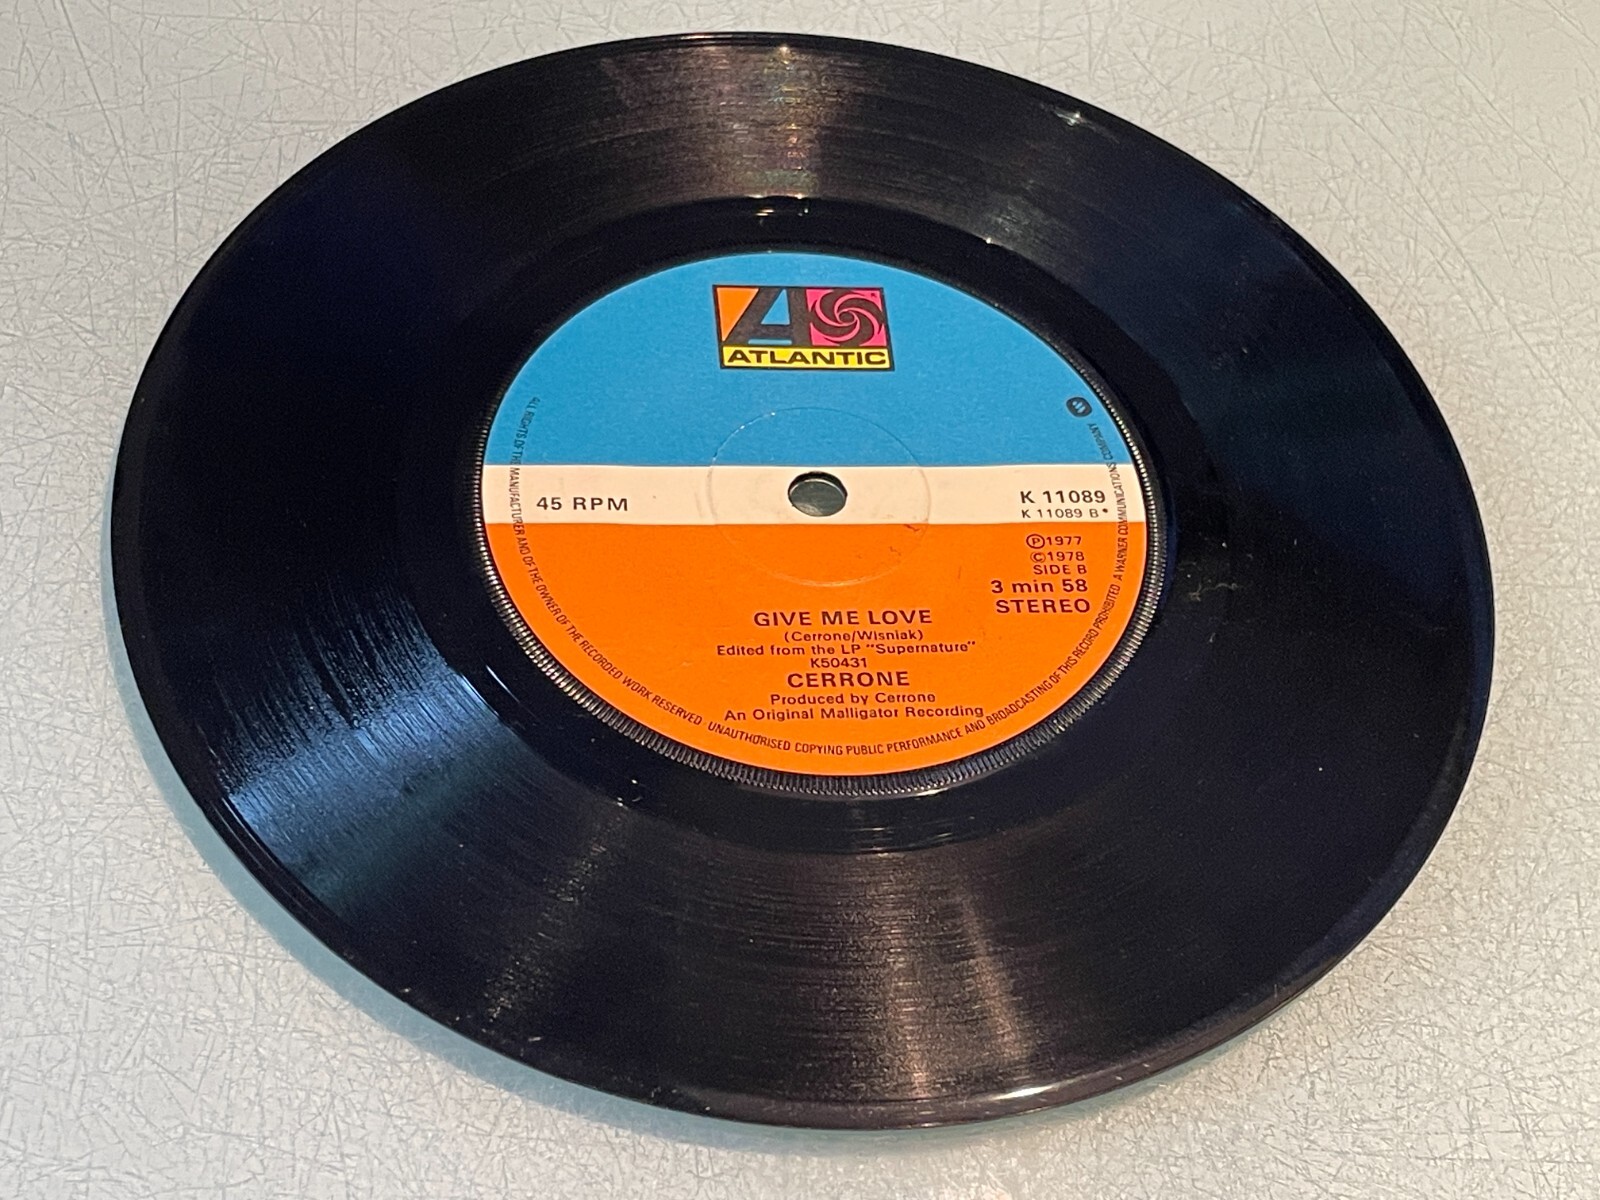 ATLANTIC
45 RPM
K 11089
K 11089 B*
Ⓟ1977
©1978
SIDE B
3 min 58
STEREO
GIVE ME LOVE
(Cerrone/Wisniak)
Edited from the LP "Supernature"
K50431
CERRONE
Produced by Cerrone
An Original Malligator Recording
ALL RIGHTS OF THE MANUFACTURER AND OF THE OWNER OF THE RECORDED WORK RESERVED UNAUTHORISED COPYING PUBLIC PERFORMANCE AND BROADCASTING OF THIS RECORD PROHIBITED A WARNER COMMUNICATIONS COMPANY